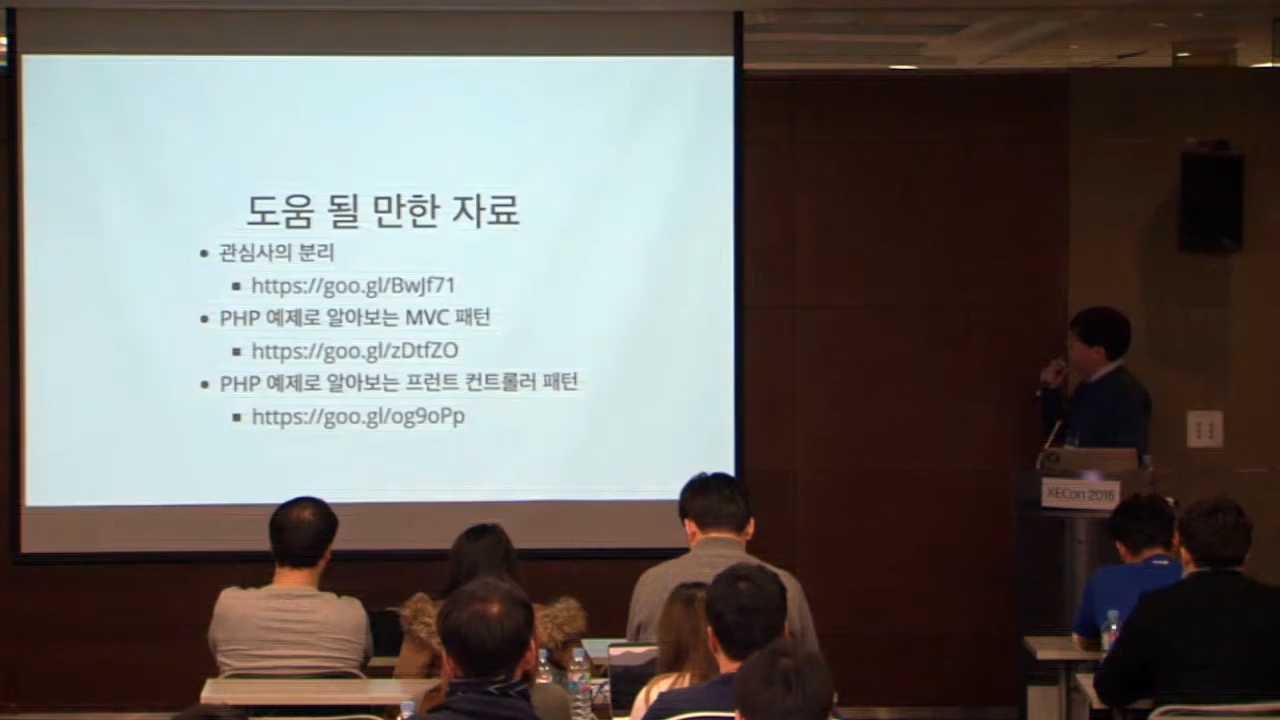 도움 될 만한 자료
• 관심사의 분리
▪ https://goo.gl/BwJf71
• PHP 예제로 알아보는 MVC 패턴
▪ https://goo.gl/zDtfZO
• PHP 예제로 알아보는 프런트 컨트롤러 패턴
▪ https://goo.gl/og9oPp
XECon 2016